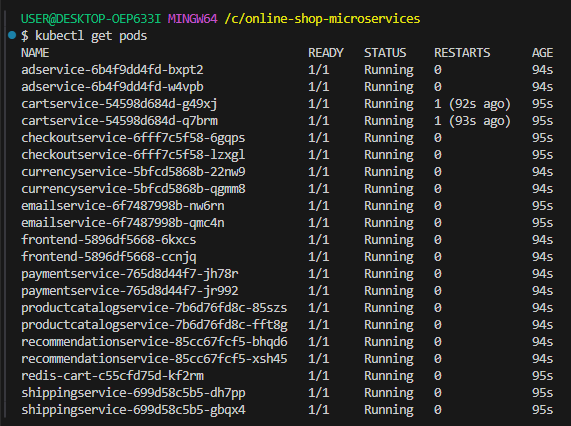 USER@DESKTOP-OEP633I MINGW64 /c/online-shop-microservices
$ kubectl get pods
NAME READY STATUS RESTARTS AGE
adservice-6b4f9dd4fd-bxpt2 1/1 Running 0 94s
adservice-6b4f9dd4fd-w4vpb 1/1 Running 0 94s
cartservice-54598d684d-g49xj 1/1 Running 1 (92s ago) 95s
cartservice-54598d684d-q7brm 1/1 Running 1 (93s ago) 95s
checkoutservice-6fff7c5f58-6gqps 1/1 Running 0 95s
checkoutservice-6fff7c5f58-lzxgl 1/1 Running 0 95s
currencyservice-5bfcd5868b-22nw9 1/1 Running 0 94s
currencyservice-5bfcd5868b-qgmm8 1/1 Running 0 94s
emailservice-6f7487998b-nw6rn 1/1 Running 0 95s
emailservice-6f7487998b-qmc4n 1/1 Running 0 95s
frontend-5896df5668-6kxcs 1/1 Running 0 94s
frontend-5896df5668-ccnjq 1/1 Running 0 94s
paymentservice-765d8d44f7-jh78r 1/1 Running 0 94s
paymentservice-765d8d44f7-jr992 1/1 Running 0 94s
productcatalogservice-7b6d76fd8c-85szs 1/1 Running 0 94s
productcatalogservice-7b6d76fd8c-fft8g 1/1 Running 0 94s
recommendationservice-85cc67fcf5-bhqd6 1/1 Running 0 94s
recommendationservice-85cc67fcf5-xsh45 1/1 Running 0 94s
redis-cart-c55cfd75d-kf2rm 1/1 Running 0 95s
shippingservice-699d58c5b5-dh7pp 1/1 Running 0 94s
shippingservice-699d58c5b5-gbqx4 1/1 Running 0 94s